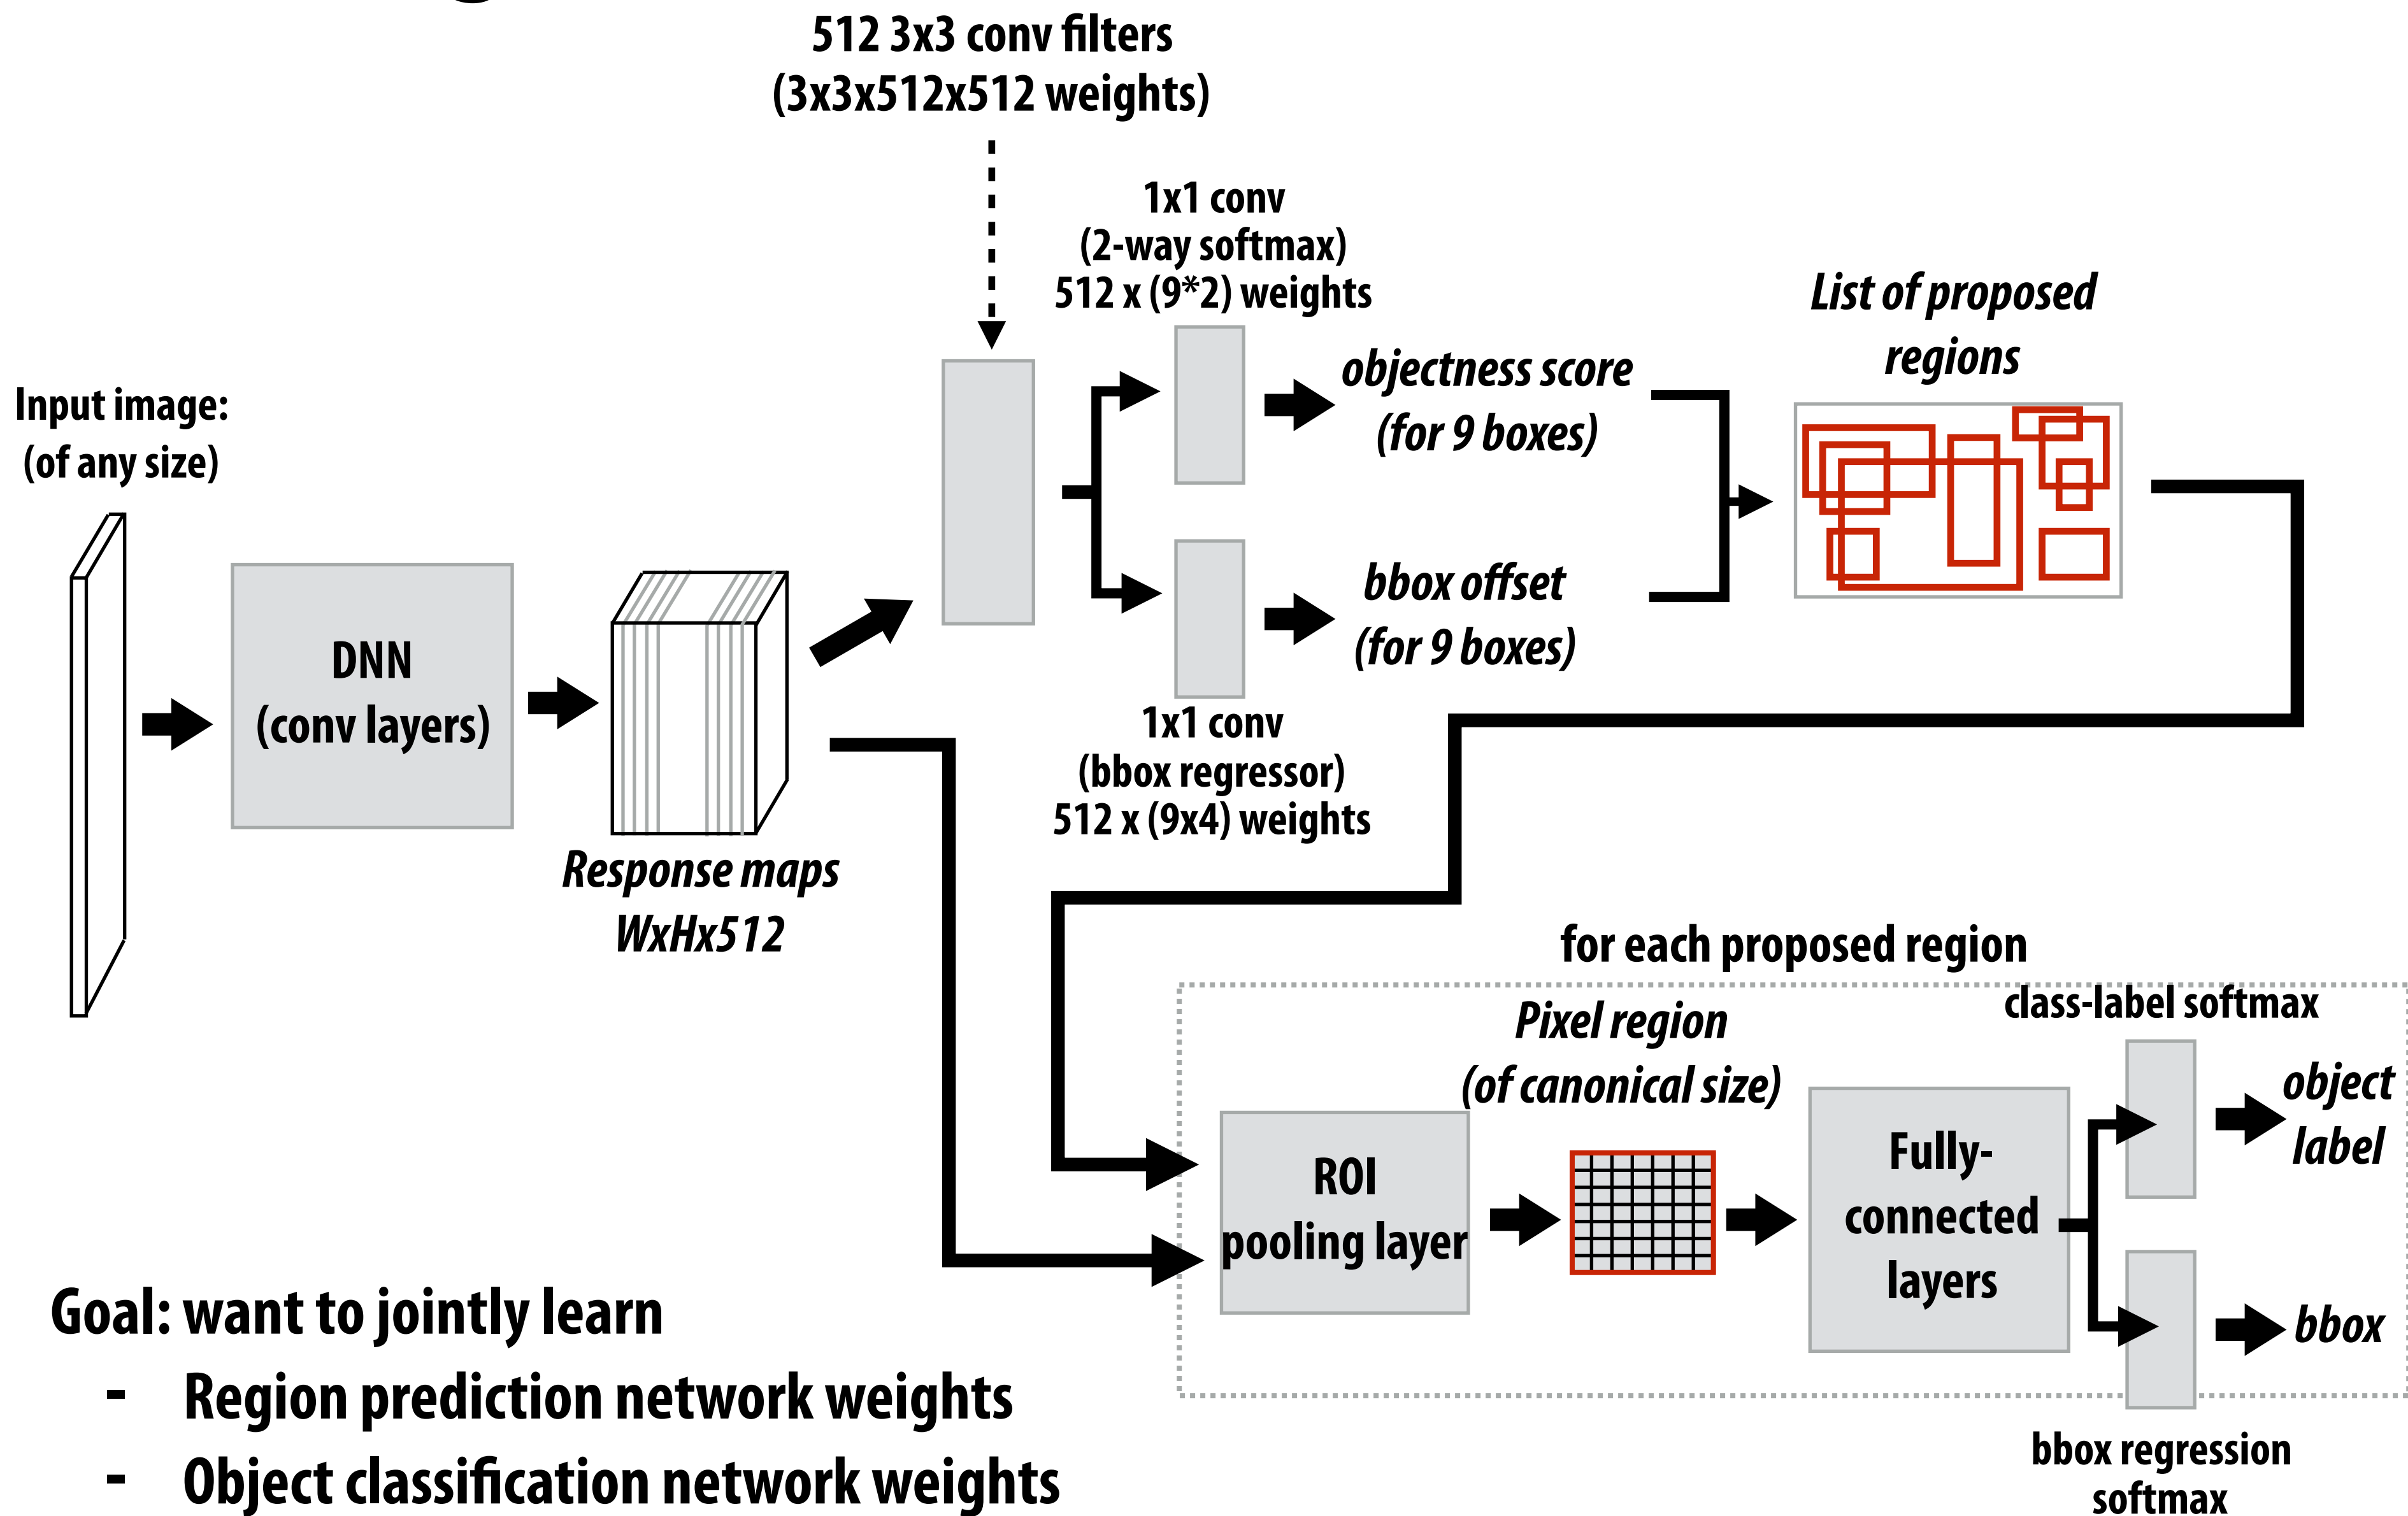 512 3x3 conv filters
(3x3x512x512 weights)
1x1 conv
(2-way softmax)
512 x (9*2) weights
List of proposed
regions
objectness score
(for 9 boxes)
Input image:
(of any size)
bbox offset
(for 9 boxes)
DNN
(conv layers)
1x1 conv
(bbox regressor)
512 x (9x4) weights
Response maps
WxHx512
for each proposed region
class-label softmax
Pixel region
(of canonical size)
object
label
ROI
pooling layer
Fully-
connected
layers
bbox
bbox regression
softmax
Goal: want to jointly learn
- Region prediction network weights
- Object classification network weights